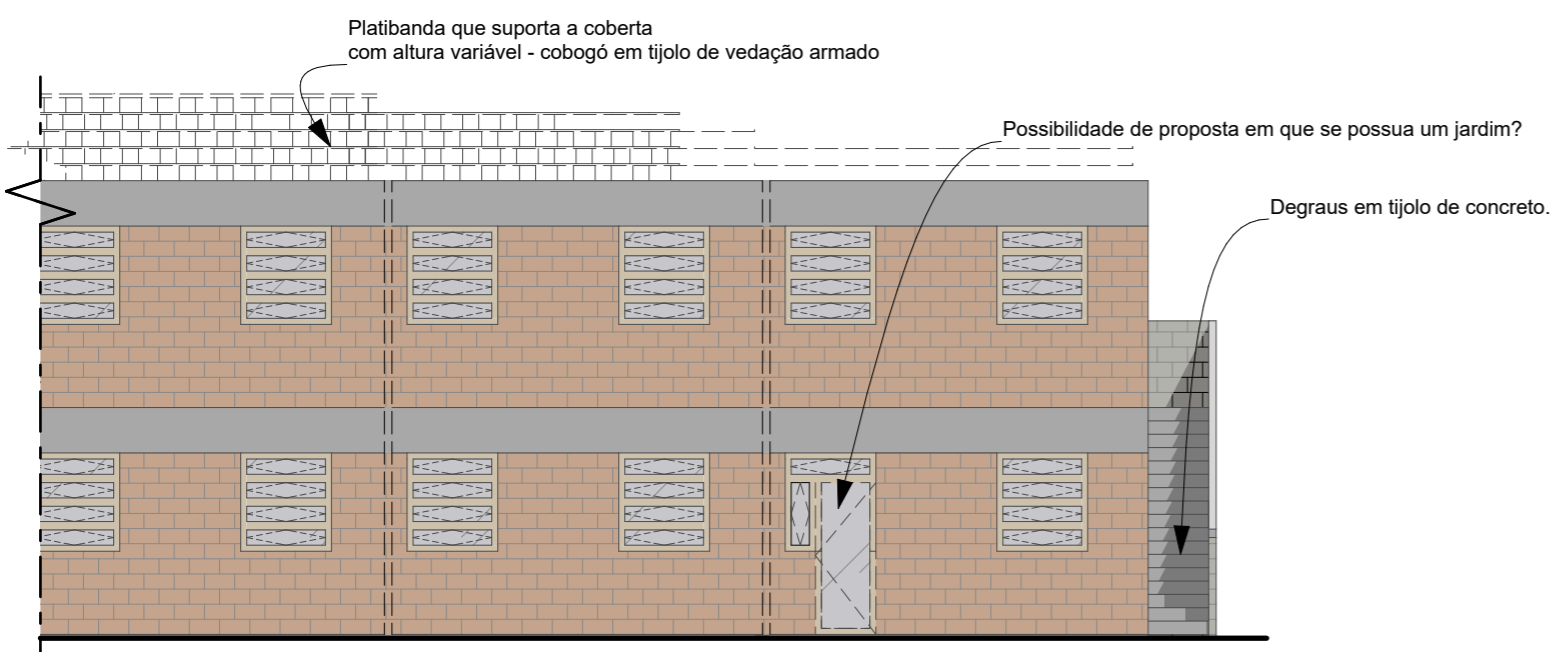 Platibanda que suporta a coberta
com altura variável - cobogó em tijolo de vedação armado
Possibilidade de proposta em que se possua um jardim?
Degraus em tijolo de concreto.